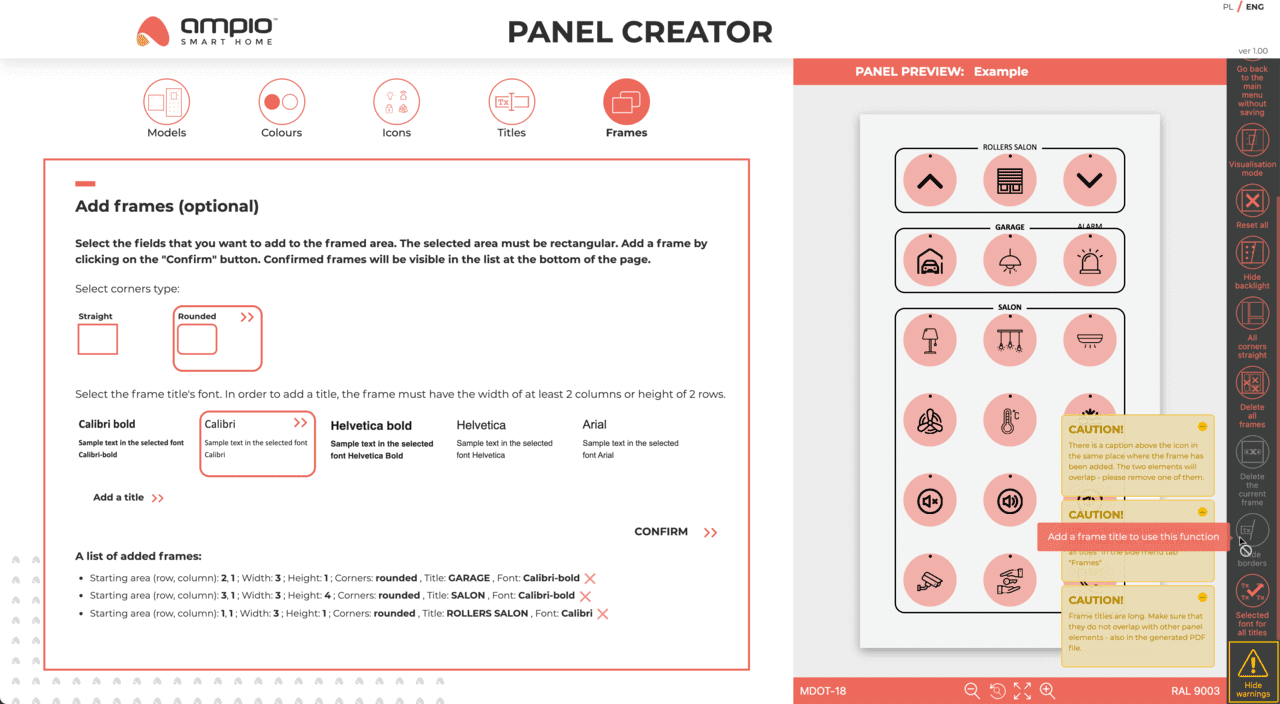 PL / ENG
ampio™
SMART HOME
PANEL CREATOR
ver 1.00
Models
Colours
Icons
Tx
Titles
Frames
Add frames (optional)
Select the fields that you want to add to the framed area. The selected area must be rectangular. Add a frame by
clicking on the "Confirm" button. Confirmed frames will be visible in the list at the bottom of the page.
Select corners type:
Straight
Rounded
Select the frame title's font. In order to add a title, the frame must have the width of at least 2 columns or height of 2 rows.
Calibri bold
Sample text in the selected font
Calibri-bold
Calibri
Sample text in the selected font
Calibri
Helvetica bold
Sample text in the selected
font Helvetica Bold
Helvetica
Sample text in the selected
font Helvetica
Arial
Sample text in the selected
font Arial
Add a title
CONFIRM
A list of added frames:
• Starting area (row, column): 2, 1 ; Width: 3 ; Height: 1 ; Corners: rounded , Title: GARAGE , Font: Calibri-bold
• Starting area (row, column): 3, 1 ; Width: 3 ; Height: 4 ; Corners: rounded , Title: SALON , Font: Calibri-bold
• Starting area (row, column): 1, 1 ; Width: 3 ; Height: 1 ; Corners: rounded , Title: ROLLERS SALON , Font: Calibri
PANEL PREVIEW: Example
ROLLERS SALON
GARAGE
ALARM
SALON
°C
CAUTION!
There is a caption above the icon in
the same place where the frame has
been added. The two elements will
overlap - please remove one of them.
CAUTION!
Add a frame title to use this function
all titles" in the side menu tab
"Frames"
CAUTION!
Frame titles are long. Make sure that
they do not overlap with other panel
elements - also in the generated PDF
file.
MDOT-18
RAL 9003
Go back
to the
main
menu
without
saving
Visualisation
mode
Reset all
Hide
backlight
All
corners
straight
Delete
all
frames
Delete
the
current
frame
Tx
borders
Tx
Tx Tx
Selected
font for
all titles
Hide
warnings